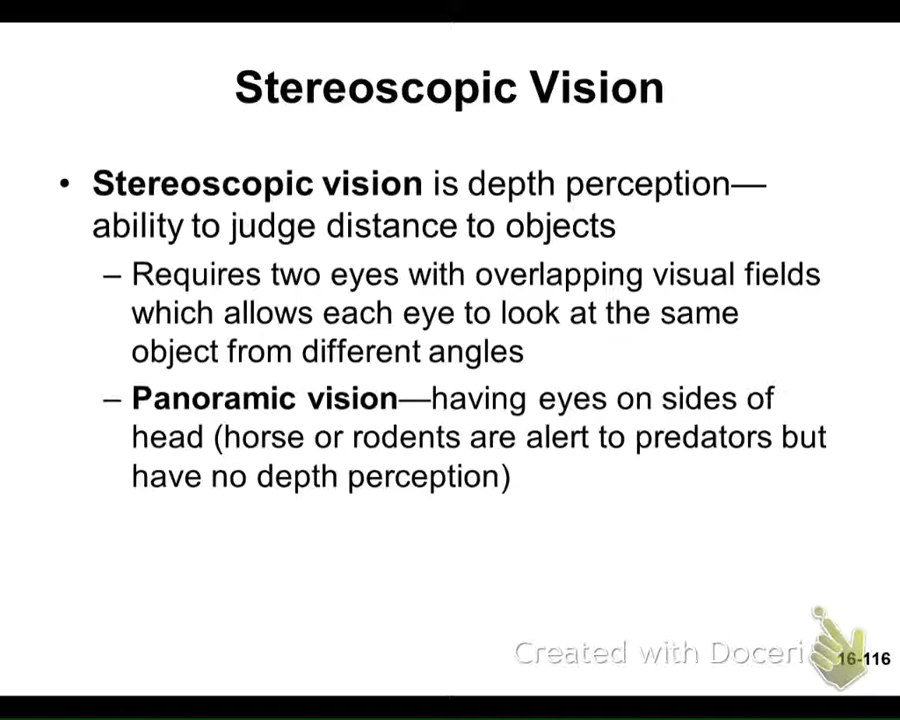 Stereoscopic Vision
• Stereoscopic vision is depth perception—
ability to judge distance to objects
– Requires two eyes with overlapping visual fields
which allows each eye to look at the same
object from different angles
– Panoramic vision—having eyes on sides of
head (horse or rodents are alert to predators but
have no depth perception)
Created with Doceri
16-116